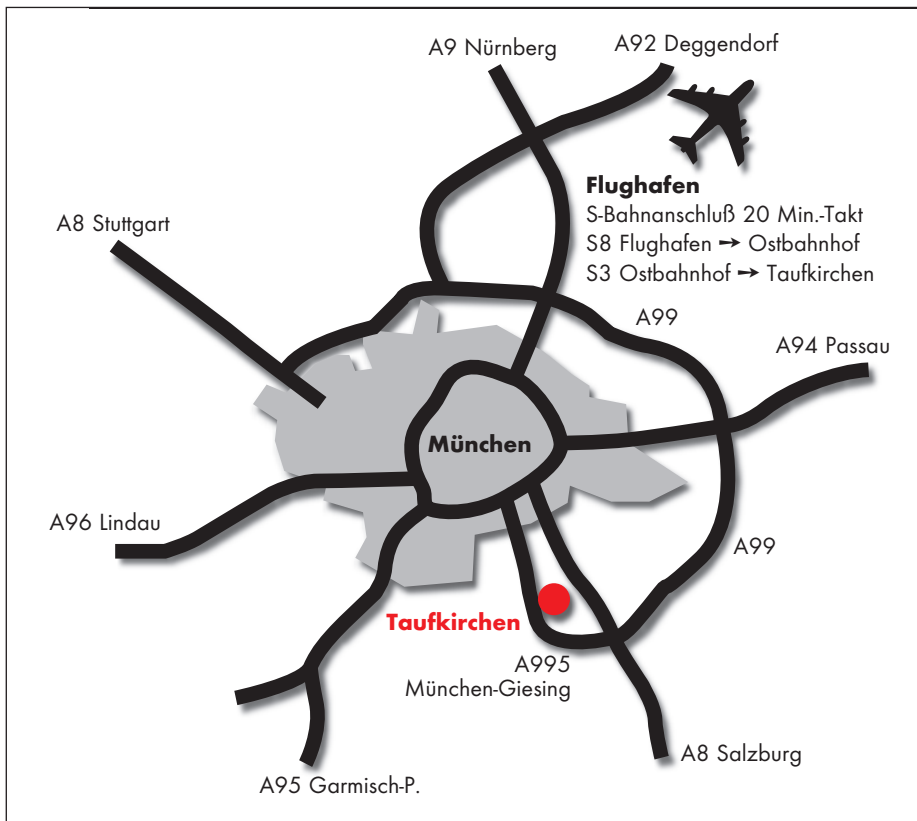 A9 Nürnberg
A92 Deggendorf
Flughafen
S-Bahnanschluß 20 Min.-Takt
S8 Flughafen ➙ Ostbahnhof
S3 Ostbahnhof ➙ Taufkirchen
A8 Stuttgart
A99
A94 Passau
München
A96 Lindau
A99
Taufkirchen
A995
München-Giesing
A8 Salzburg
A95 Garmisch-P.